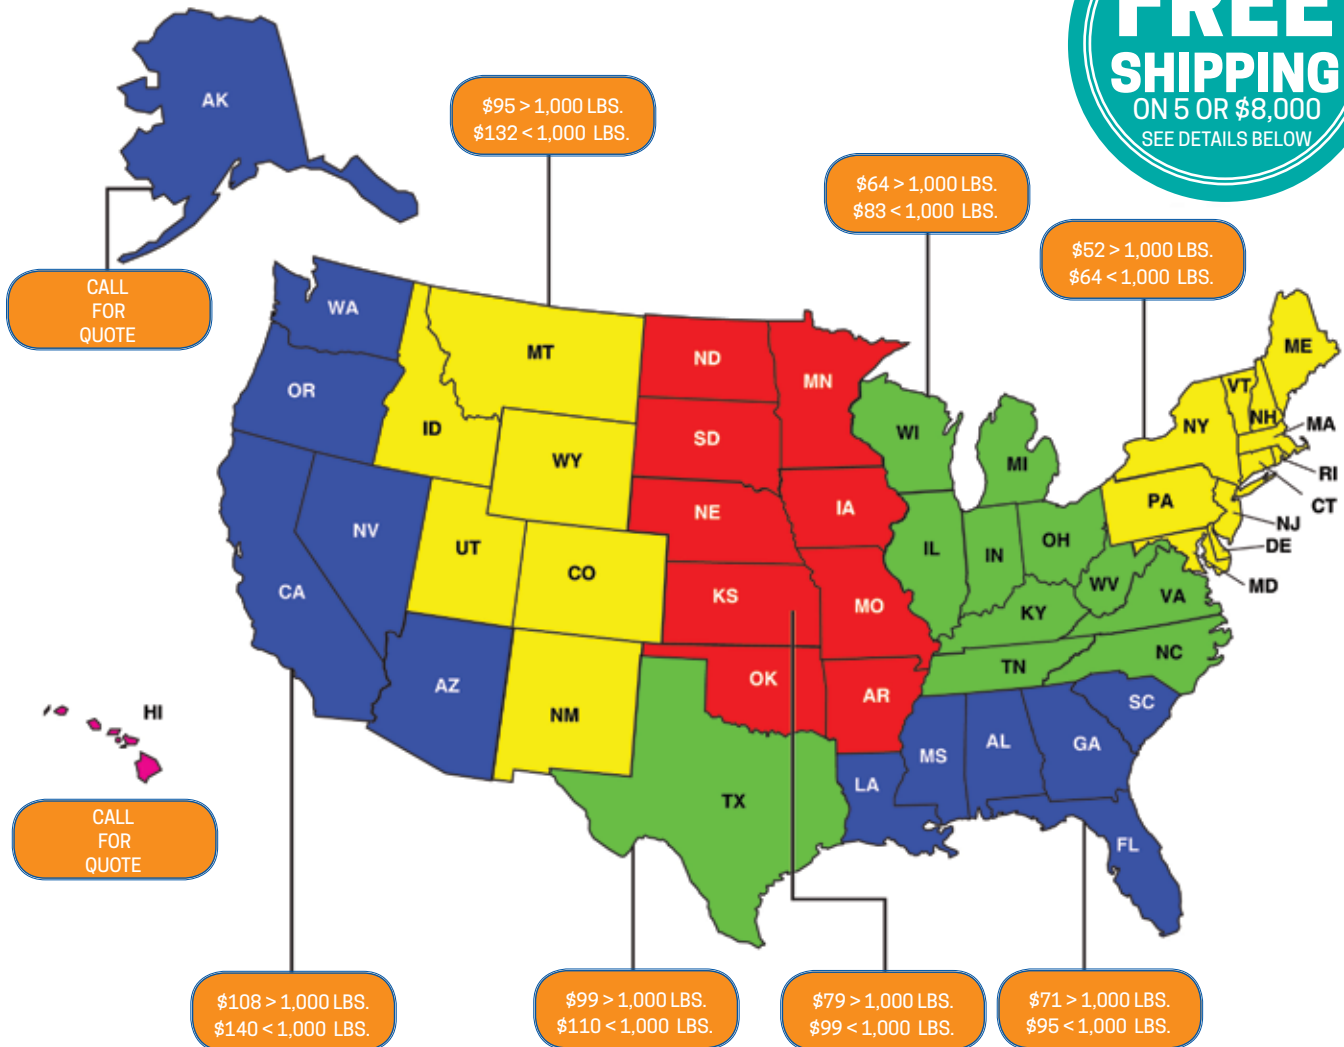 FREE
SHIPPING
ON 5 OR $8,000
SEE DETAILS BELOW
AK
$95 > 1,000 LBS.
$132 < 1,000 LBS.
$64 > 1,000 LBS.
$83 < 1,000 LBS.
$52 > 1,000 LBS.
$64 < 1,000 LBS.
CALL
FOR
QUOTE
WA
OR
CA
NV
AZ
MT
ID
WY
UT
CO
NM
ND
SD
NE
KS
OK
MN
IA
MO
AR
TX
WI
MI
IL
IN
OH
KY
WV
VA
TN
NC
LA
MS
AL
GA
SC
FL
ME
VT
NH
NY
MA
RI
CT
PA
NJ
DE
MD
HI
CALL
FOR
QUOTE
$108 > 1,000 LBS.
$140 < 1,000 LBS.
$99 > 1,000 LBS.
$110 < 1,000 LBS.
$79 > 1,000 LBS.
$99 < 1,000 LBS.
$71 > 1,000 LBS.
$95 < 1,000 LBS.